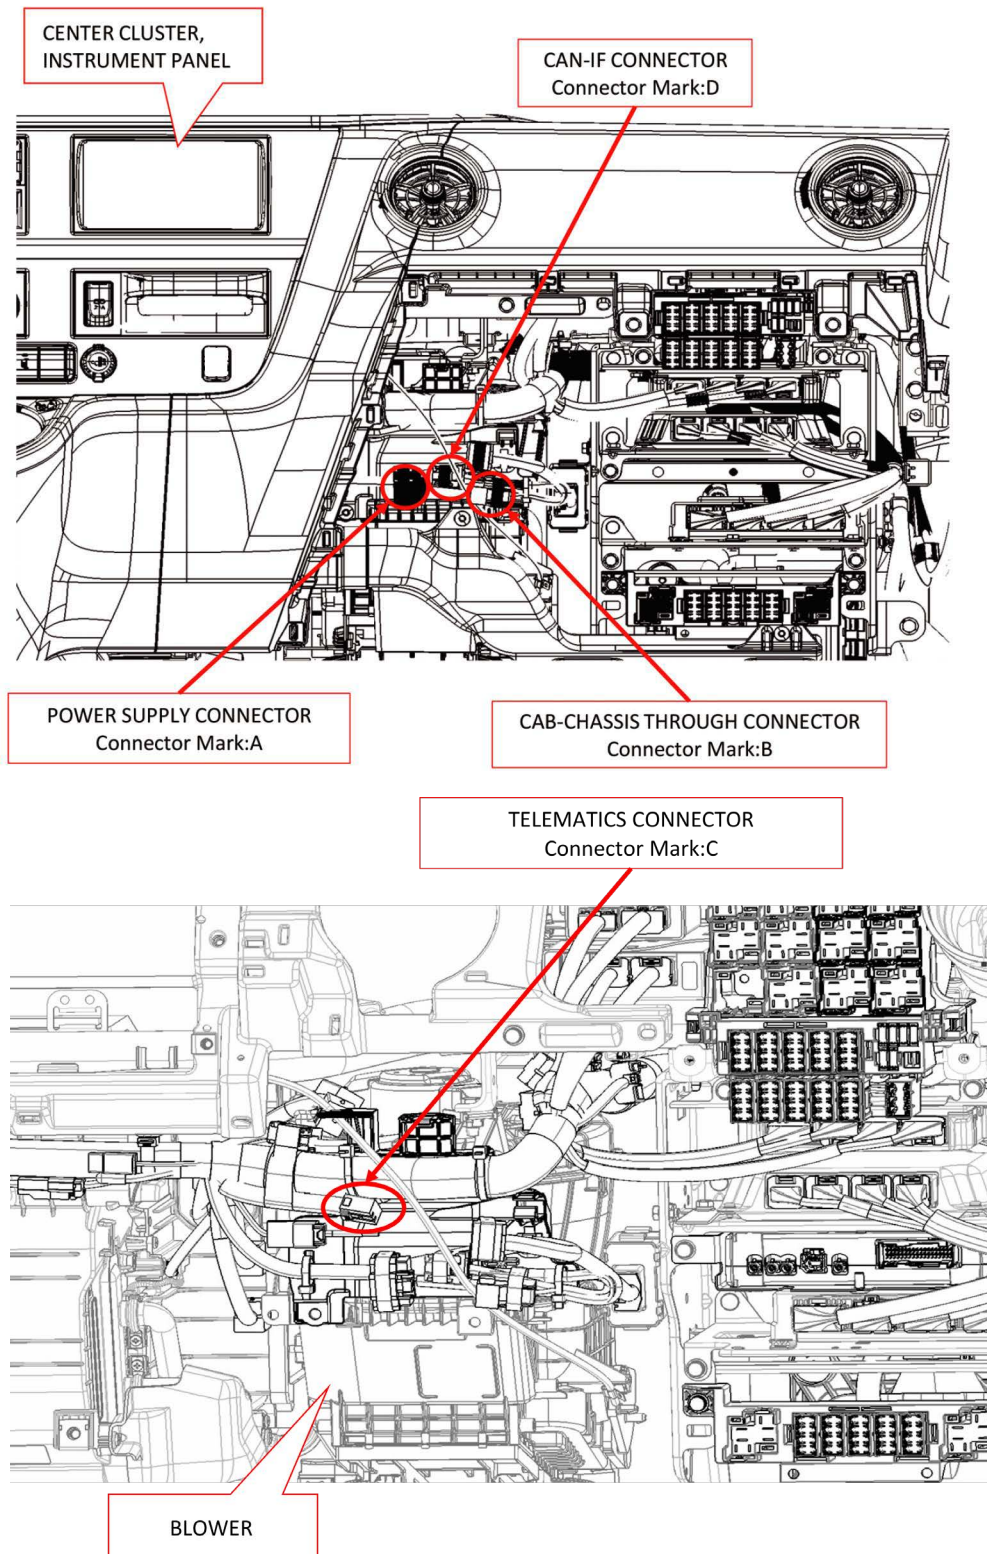 CENTER CLUSTER,
INSTRUMENT PANEL
CAN-IF CONNECTOR
Connector Mark:D
POWER SUPPLY CONNECTOR
Connector Mark:A
CAB-CHASSIS THROUGH CONNECTOR
Connector Mark:B
TELEMATICS CONNECTOR
Connector Mark:C
BLOWER